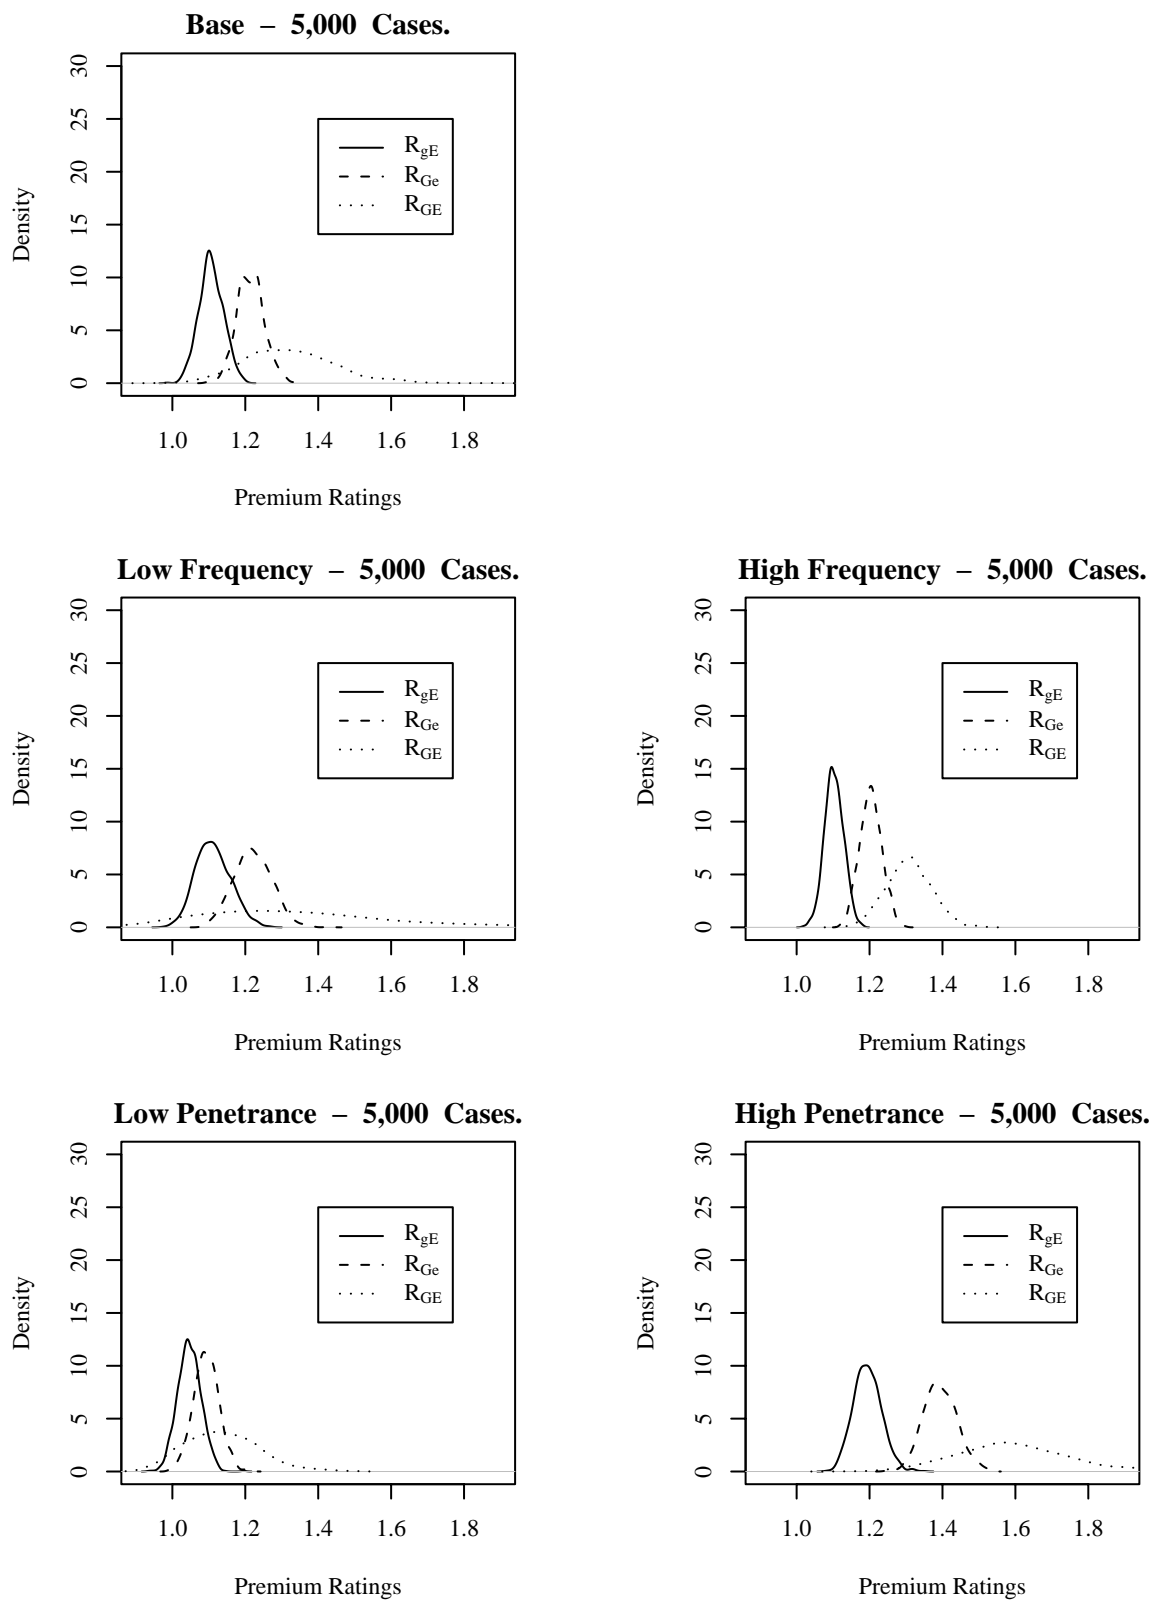 Base – 5,000 Cases.
30
25
20
15
10
5
0
Density
R_gE
R_Ge
R_GE
1.0 1.2 1.4 1.6 1.8
Premium Ratings
Low Frequency – 5,000 Cases.
30
25
20
15
10
5
0
Density
R_gE
R_Ge
R_GE
1.0 1.2 1.4 1.6 1.8
Premium Ratings
High Frequency – 5,000 Cases.
30
25
20
15
10
5
0
Density
R_gE
R_Ge
R_GE
1.0 1.2 1.4 1.6 1.8
Premium Ratings
Low Penetrance – 5,000 Cases.
30
25
20
15
10
5
0
Density
R_gE
R_Ge
R_GE
1.0 1.2 1.4 1.6 1.8
Premium Ratings
High Penetrance – 5,000 Cases.
30
25
20
15
10
5
0
Density
R_gE
R_Ge
R_GE
1.0 1.2 1.4 1.6 1.8
Premium Ratings